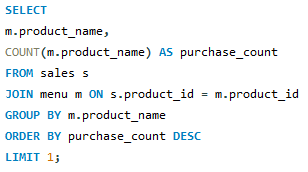 SELECT
m.product_name,
COUNT(m.product_name) AS purchase_count
FROM sales s
JOIN menu m ON s.product_id = m.product_id
GROUP BY m.product_name
ORDER BY purchase_count DESC
LIMIT 1;